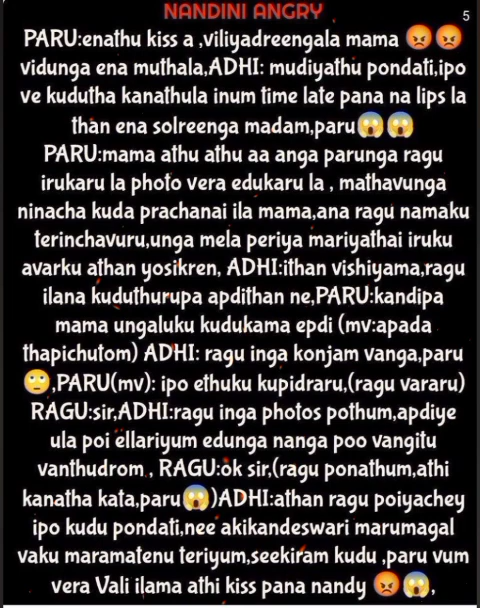 NANDINI ANGRY
5
PARU:enathu kiss a ,viliyadreengala mama 😡😡
vidunga ena muthala,ADHI: mudiyathu pondati,ipo
ve kudutha kanathula inum time late pana na lips la
than ena solreenga madam,paru😱😱
PARU:mama athu athu aa anga parunga ragu
irukaru la photo vera edukaru la , mathavunga
ninacha kuda prachanai ila mama,ana ragu namaku
terinchavuru,unga mela periya mariyathai iruku
avarku athan yosikren, ADHI:ithan vishiyama,ragu
ilana kuduthurupa apdithan ne,PARU:kandipa
mama ungaluku kudukama epdi (mv:apada
thapichutom) ADHI: ragu inga konjam vanga,paru
🙄,PARU(mv): ipo ethuku kupidraru,(ragu vararu)
RAGU:sir,ADHI:ragu inga photos pothum,apdiye
ula poi ellariyum edunga nanga poo vangitu
vanthudrom , RAGU:ok sir,(ragu ponathum,athi
kanatha kata,paru😱)ADHI:athan ragu poiyachey
ipo kudu pondati,nee akikandeswari marumagal
vaku maramatenu teriyum,seekiram kudu ,paru vum
vera Vali ilama athi kiss pana nandy 😡😱,